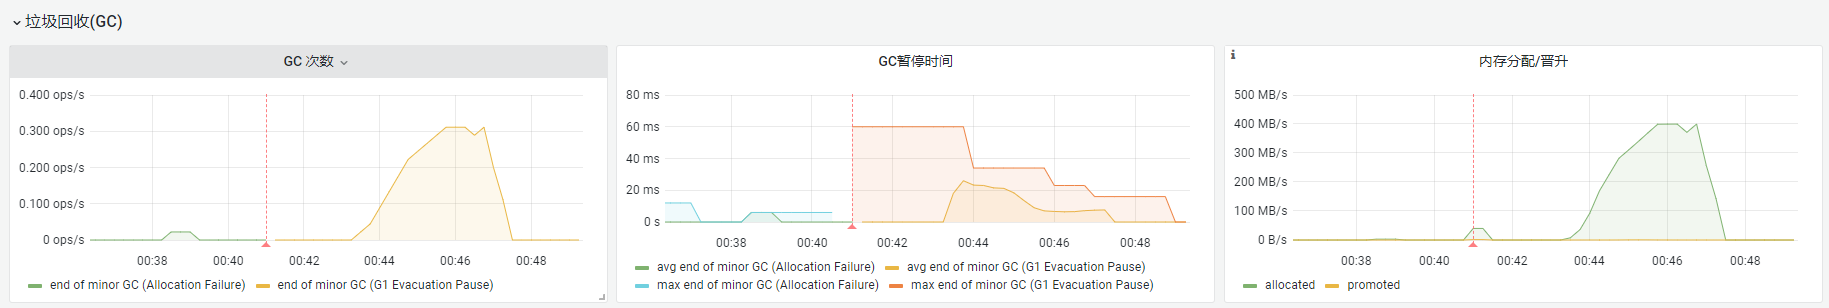 垃圾回收(GC)
GC 次数
0.400 ops/s
0.300 ops/s
0.200 ops/s
0.100 ops/s
0 ops/s
00:38 00:40 00:42 00:44 00:46 00:48
end of minor GC (Allocation Failure) end of minor GC (G1 Evacuation Pause)
GC暂停时间
80 ms
60 ms
40 ms
20 ms
0 s
00:38 00:40 00:42 00:44 00:46 00:48
avg end of minor GC (Allocation Failure) avg end of minor GC (G1 Evacuation Pause)
max end of minor GC (Allocation Failure) max end of minor GC (G1 Evacuation Pause)
i
内存分配/晋升
500 MB/s
400 MB/s
300 MB/s
200 MB/s
100 MB/s
0 B/s
00:38 00:40 00:42 00:44 00:46 00:48
allocated promoted